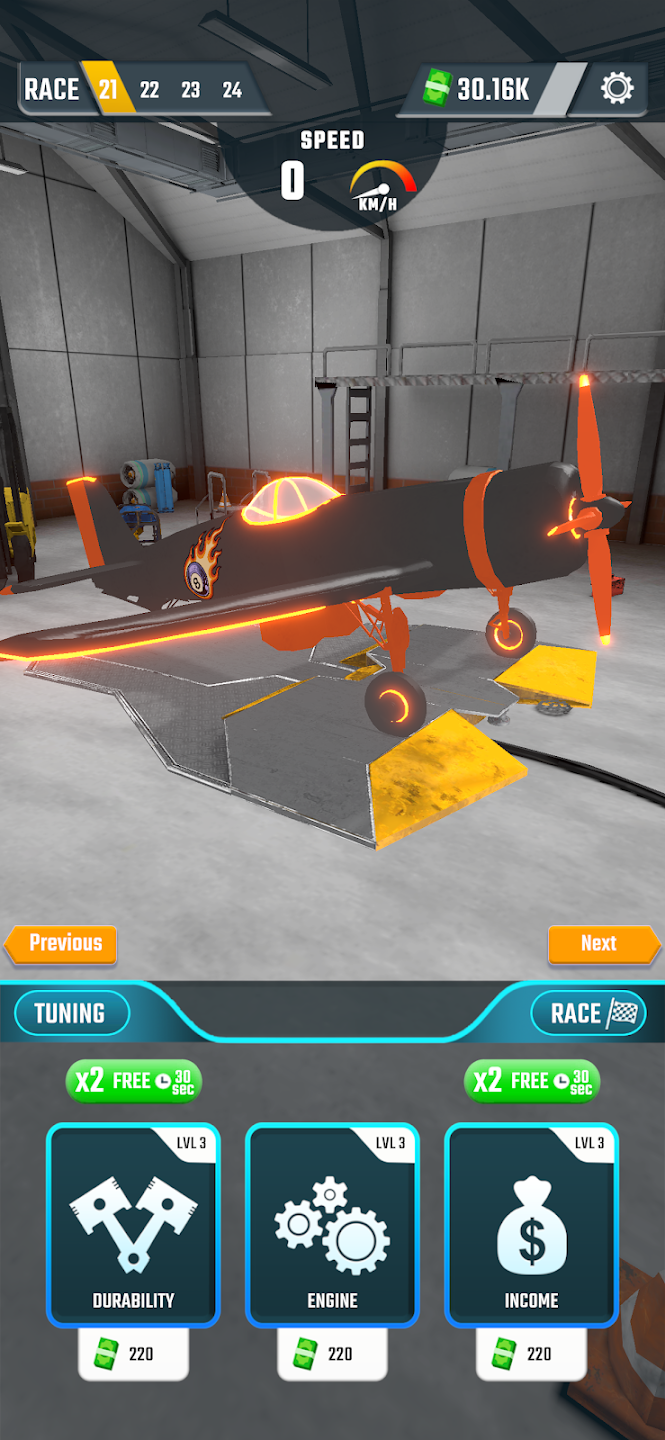 RACE 21 22 23 24
30.16K
SPEED
0
KM/H
8
Previous
Next
TUNING
RACE
x2 FREE 30 sec
x2 FREE 30 sec
LVL 3
LVL 3
LVL 3
$
DURABILITY
ENGINE
INCOME
220
220
220